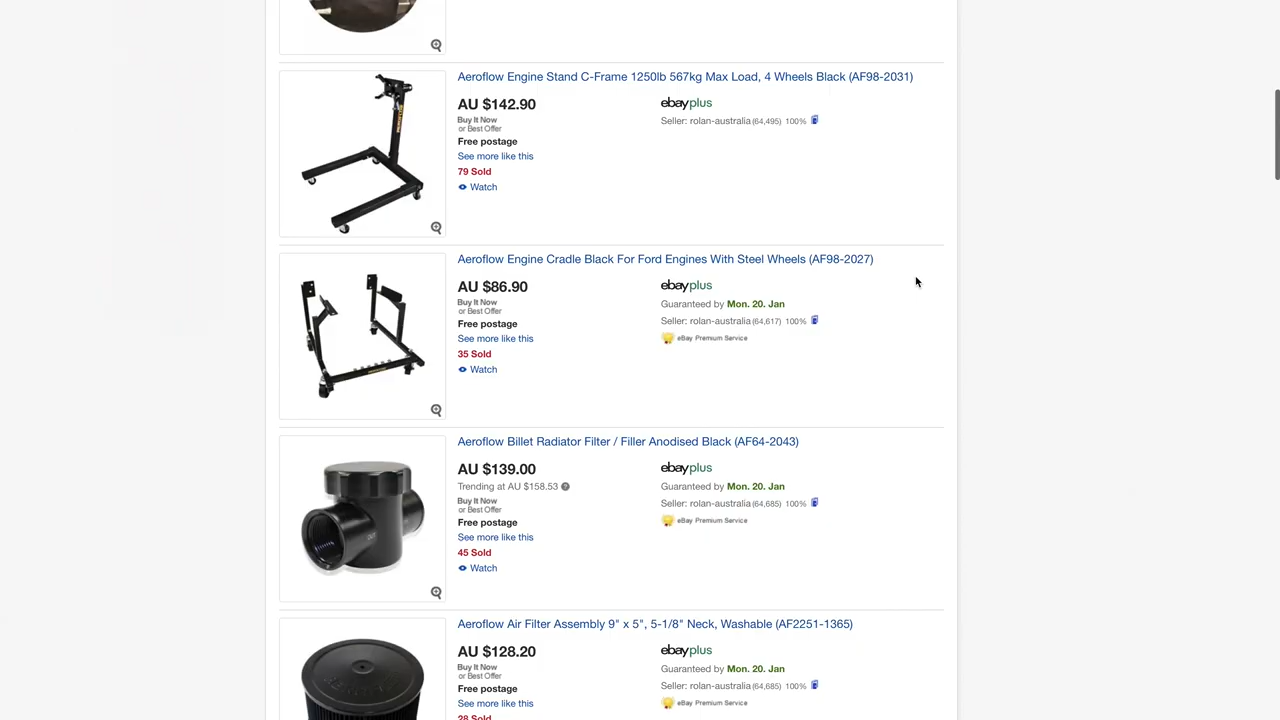 Aeroflow Engine Stand C-Frame 1250lb 567kg Max Load, 4 Wheels Black (AF98-2031)
AU $142.90
Buy It Now
or Best Offer
Free postage
See more like this
79 Sold
Watch
ebayplus
Seller: rolan-australia (64,495) 100%
Aeroflow Engine Cradle Black For Ford Engines With Steel Wheels (AF98-2027)
AU $86.90
Buy It Now
or Best Offer
Free postage
See more like this
35 Sold
Watch
ebayplus
Guaranteed by Mon. 20. Jan
Seller: rolan-australia (64,617) 100%
eBay Premium Service
Aeroflow Billet Radiator Filter / Filler Anodised Black (AF64-2043)
AU $139.00
Trending at AU $158.53 ?
Buy It Now
or Best Offer
Free postage
See more like this
45 Sold
Watch
ebayplus
Guaranteed by Mon. 20. Jan
Seller: rolan-australia (64,685) 100%
eBay Premium Service
Aeroflow Air Filter Assembly 9" x 5", 5-1/8" Neck, Washable (AF2251-1365)
AU $128.20
Buy It Now
or Best Offer
Free postage
See more like this
28 Sold
ebayplus
Guaranteed by Mon. 20. Jan
Seller: rolan-australia (64,685) 100%
eBay Premium Service